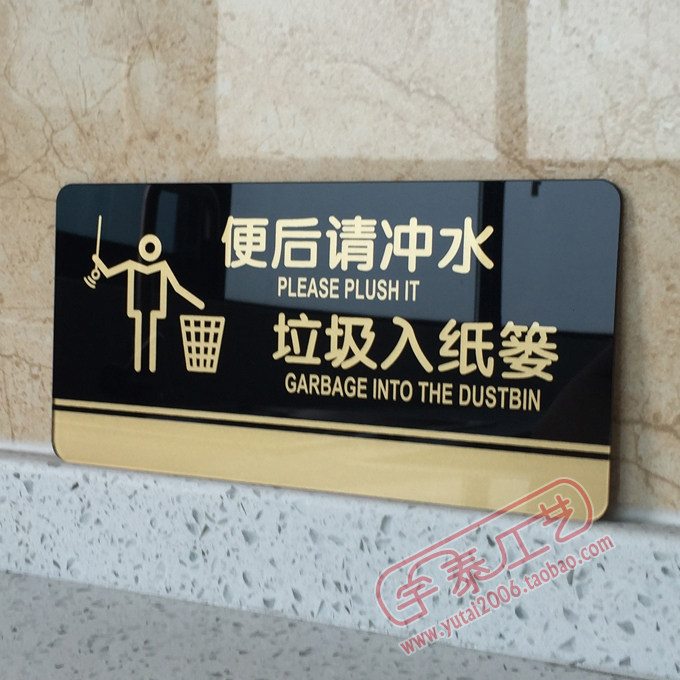 便后请冲水
PLEASE PLUSH IT
垃圾入纸篓
GARBAGE INTO THE DUSTBIN
宇泰工艺
www.yutai2006.taobao.com